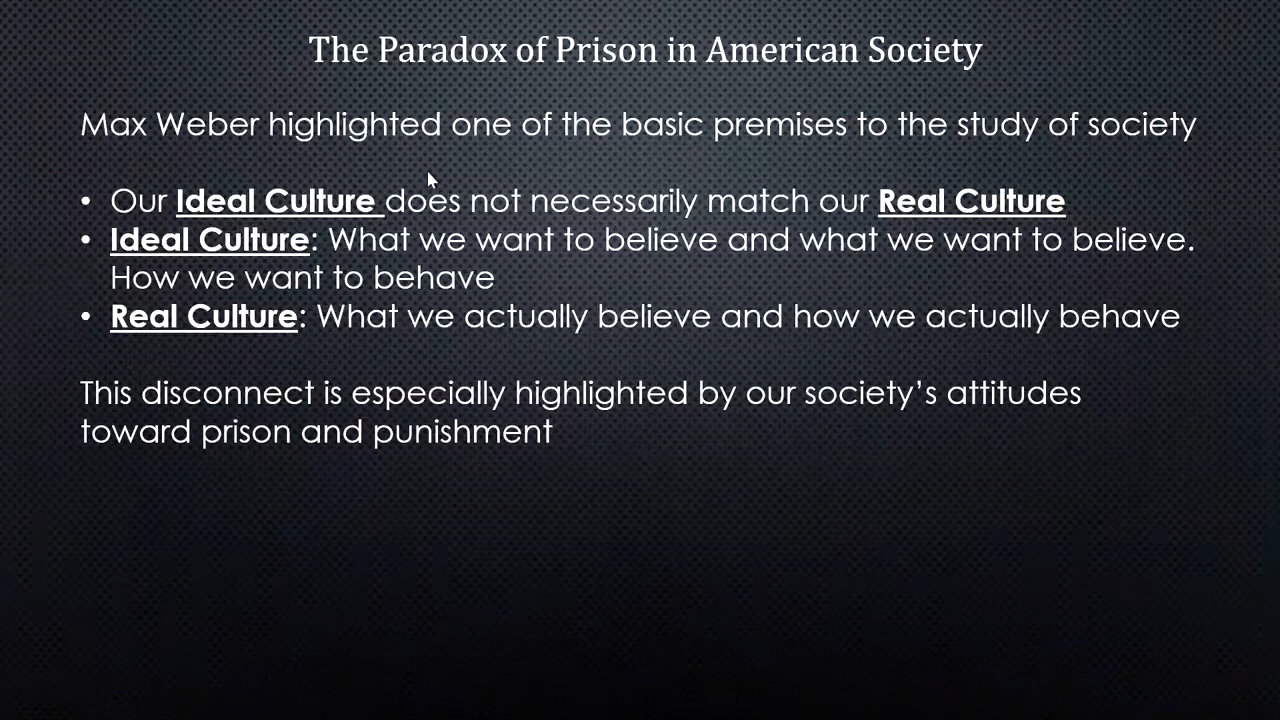 The Paradox of Prison in American Society
Max Weber highlighted one of the basic premises to the study of society
• Our Ideal Culture does not necessarily match our Real Culture
• Ideal Culture: What we want to believe and what we want to believe.
How we want to behave
• Real Culture: What we actually believe and how we actually behave
This disconnect is especially highlighted by our society’s attitudes
toward prison and punishment